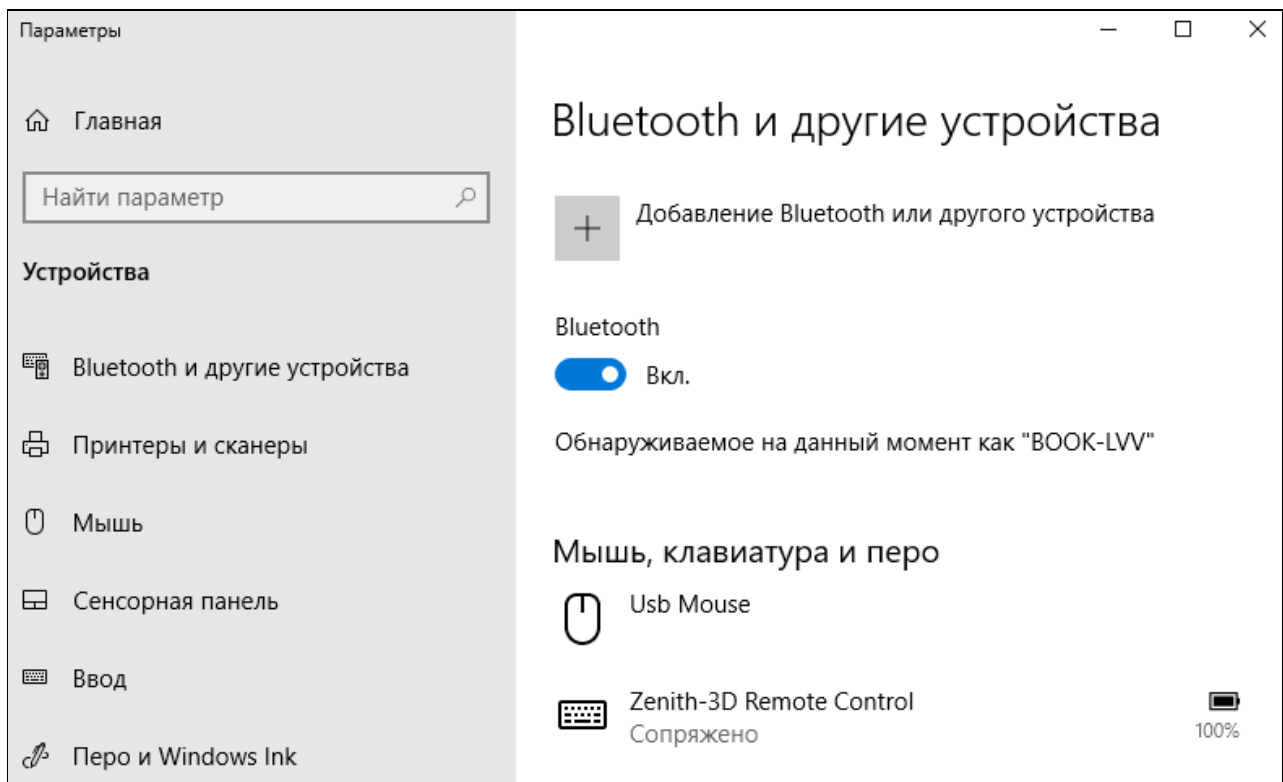 Параметры
Главная
Найти параметр
Устройства
Bluetooth и другие устройства
Принтеры и сканеры
Мышь
Сенсорная панель
Ввод
Перо и Windows Ink
Bluetooth и другие устройства
Добавление Bluetooth или другого устройства
Bluetooth
Вкл.
Обнаруживаемое на данный момент как "BOOK-LVV"
Мышь, клавиатура и перо
Usb Mouse
Zenith-3D Remote Control
Сопряжено
100%